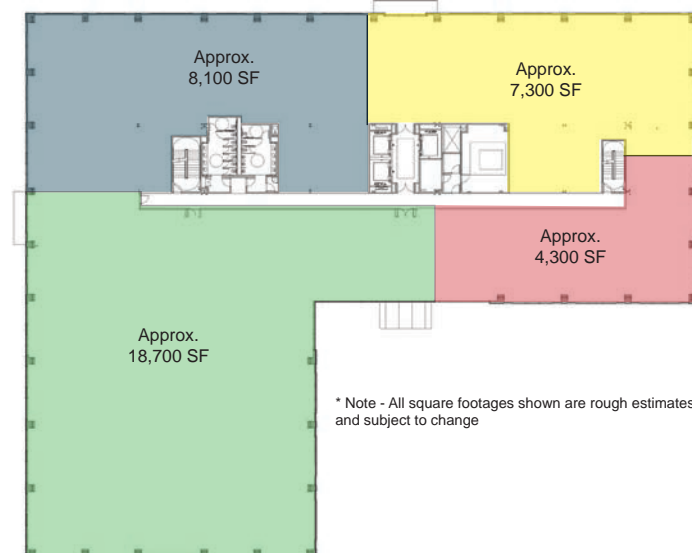 Approx.
8,100 SF
Approx.
7,300 SF
Approx.
4,300 SF
Approx.
18,700 SF
* Note - All square footages shown are rough estimates
and subject to change